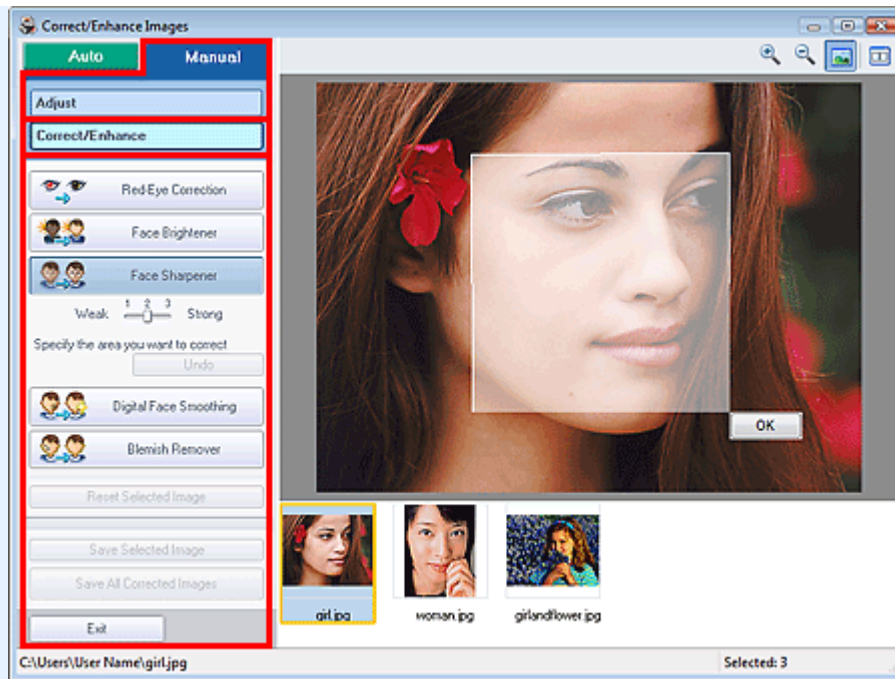 Correct/Enhance Images
Auto Manual
Adjust
Correct/Enhance
Red-Eye Correction
Face Brightener
Face Sharpener
1 2 3
Weak Strong
Specify the area you want to correct
Undo
Digital Face Smoothing
Blemish Remover
Reset Selected Image
Save Selected Image
Save All Corrected Images
Exit
OK
girl.jpg woman.jpg girlandflower.jpg
C:\Users\User Name\girl.jpg Selected: 3